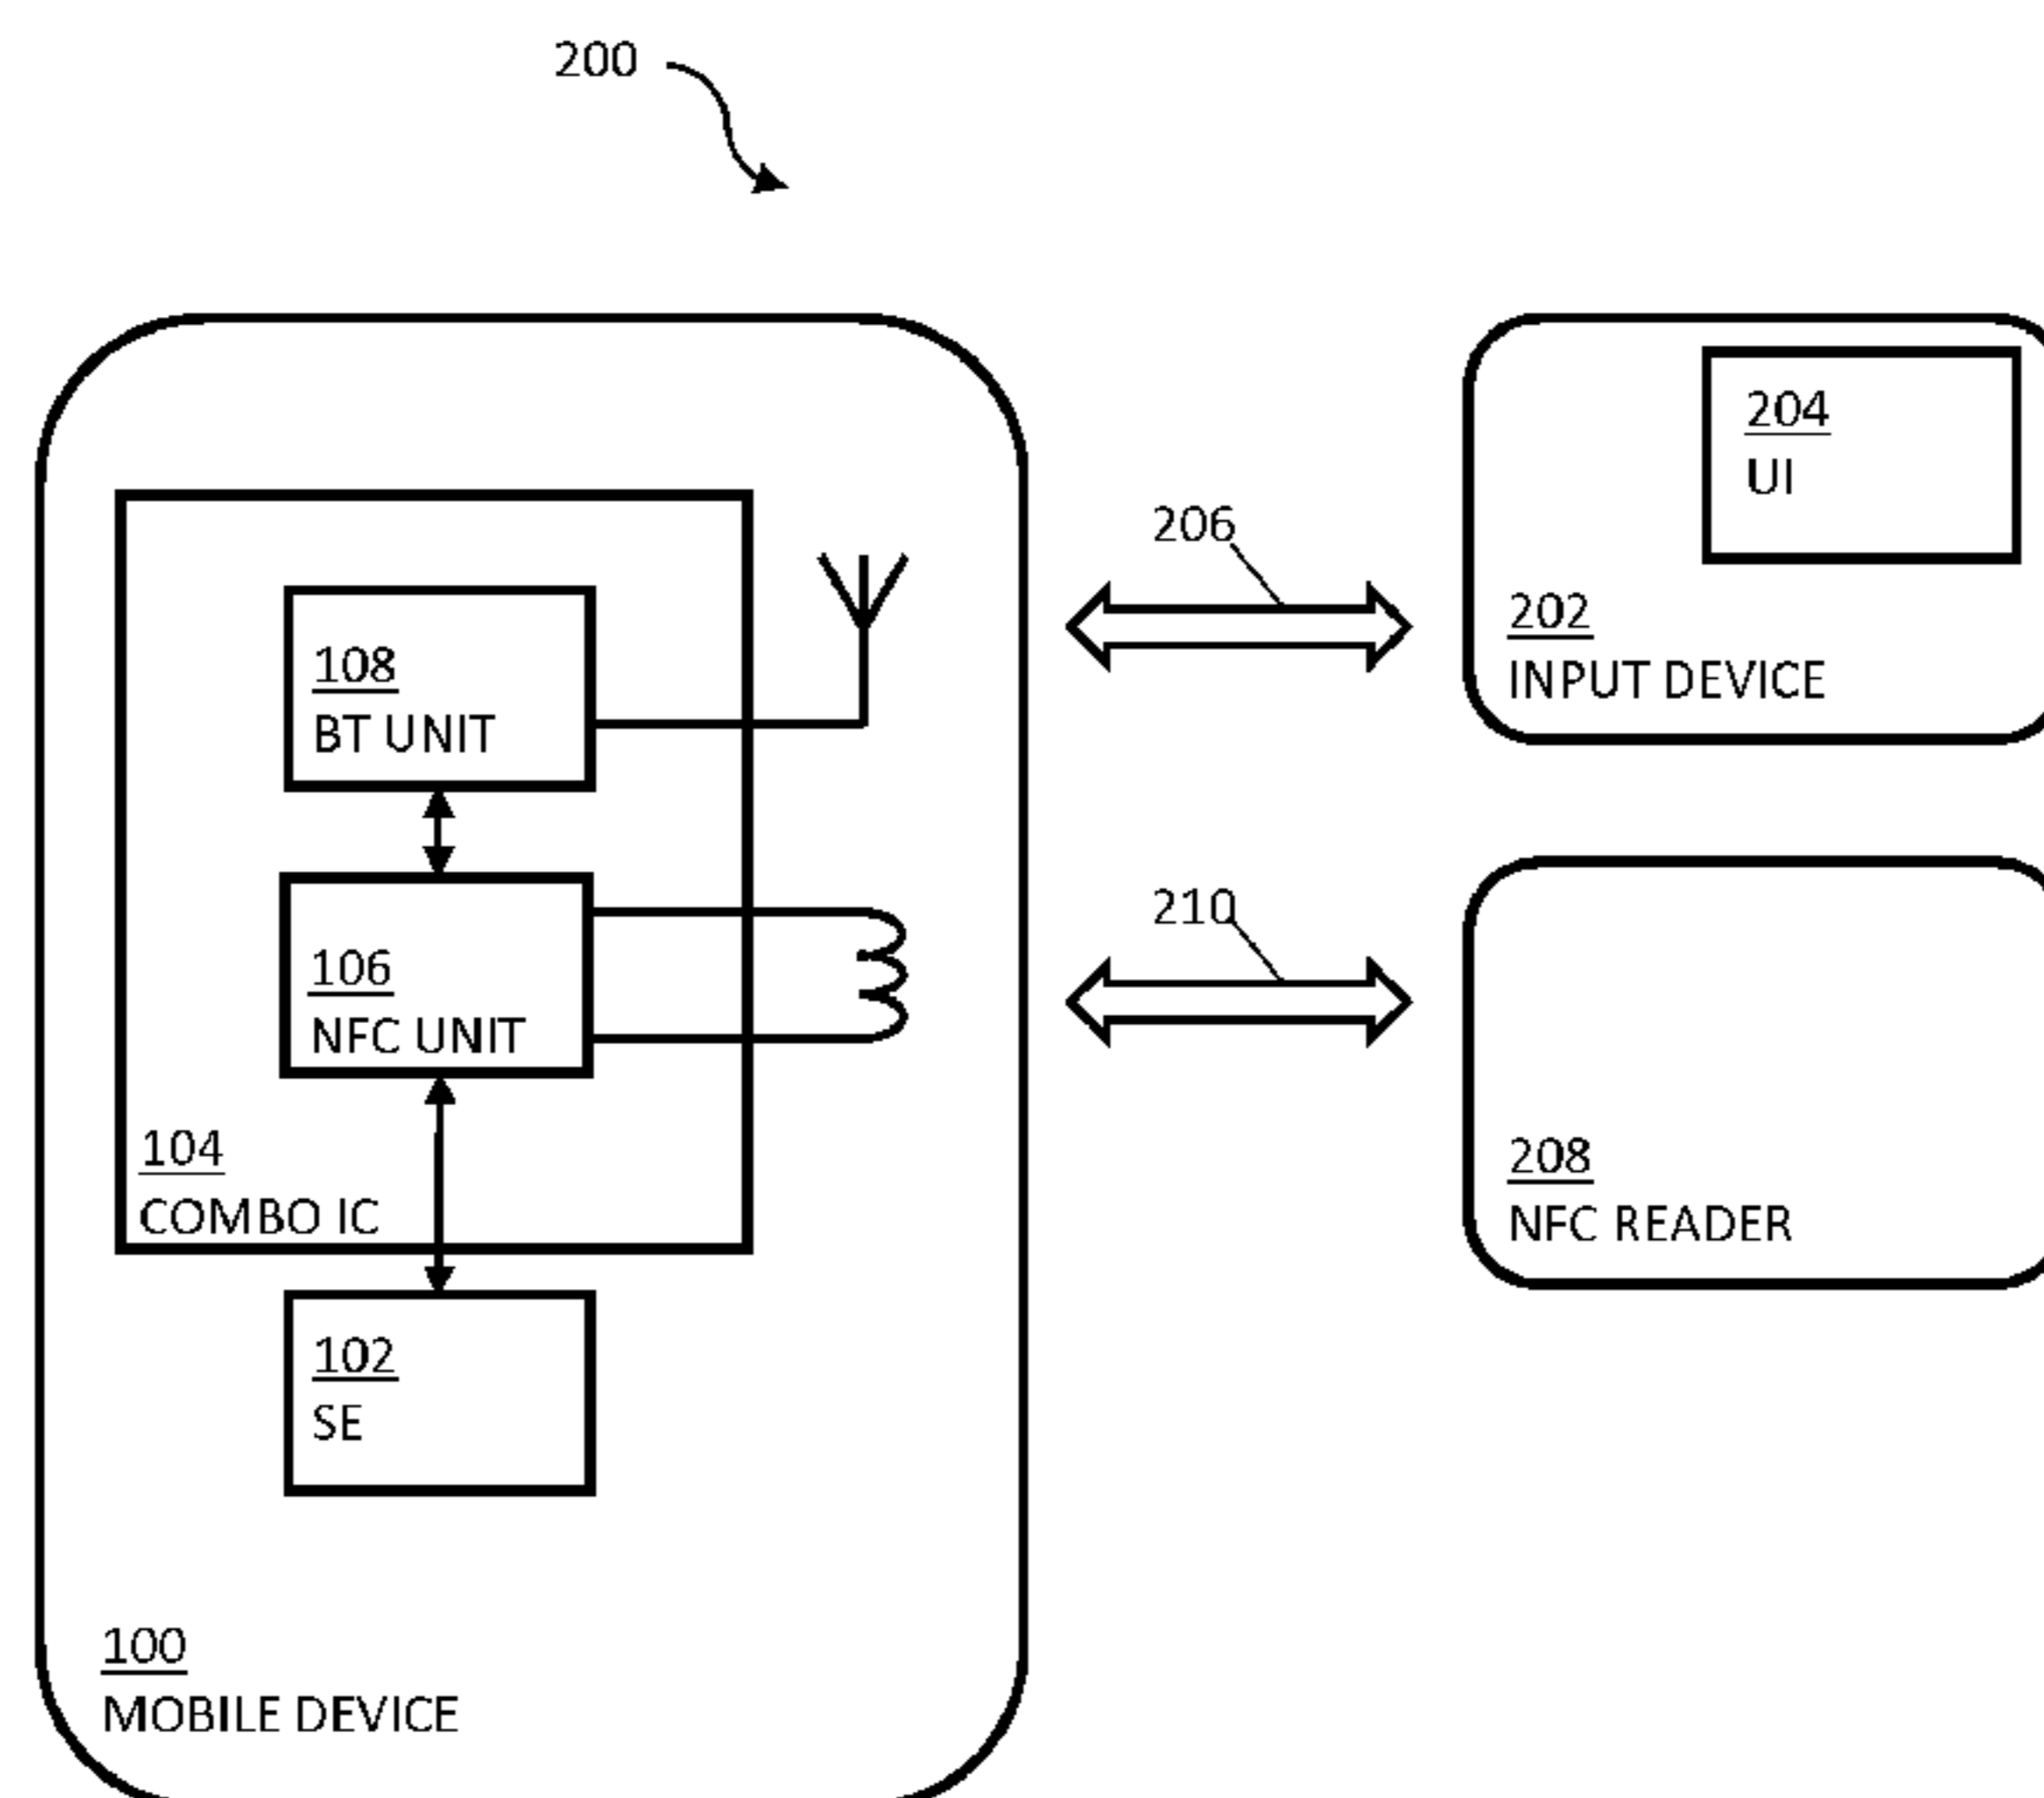 200
204
UI
206
202
INPUT DEVICE
108
BT UNIT
210
106
NFC UNIT
104
COMBO IC
208
NFC READER
102
SE
100
MOBILE DEVICE